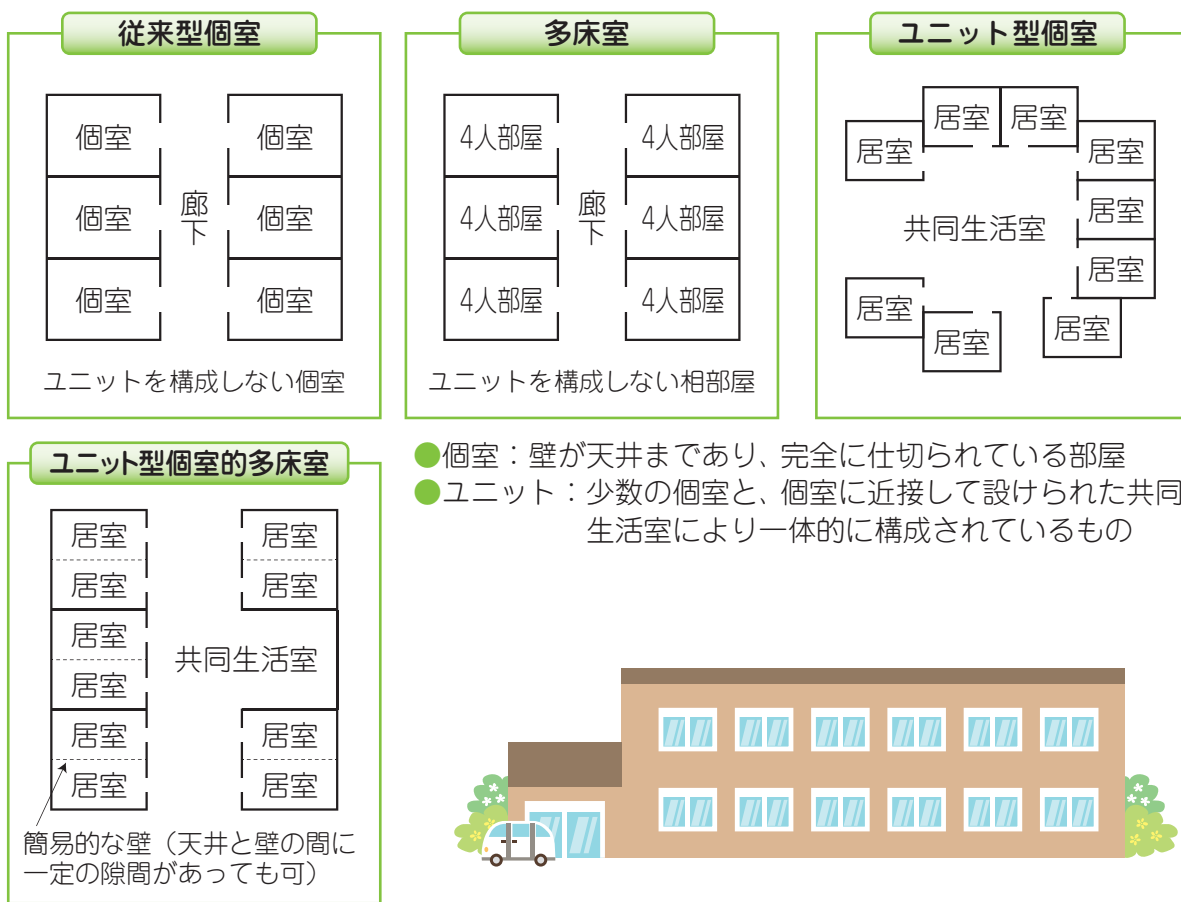 従来型個室
個室
個室
個室
廊下
個室
個室
個室
ユニットを構成しない個室
多床室
4人部屋
4人部屋
4人部屋
廊下
4人部屋
4人部屋
4人部屋
ユニットを構成しない相部屋
ユニット型個室
居室
居室
居室
居室
居室
共同生活室
居室
居室
居室
居室
ユニット型個室的多床室
居室
居室
居室
居室
居室
居室
共同生活室
居室
居室
居室
居室
簡易的な壁（天井と壁の間に
一定の隙間があっても可）
●個室：壁が天井まであり、完全に仕切られている部屋
●ユニット：少数の個室と、個室に近接して設けられた共同
生活室により一体的に構成されているもの